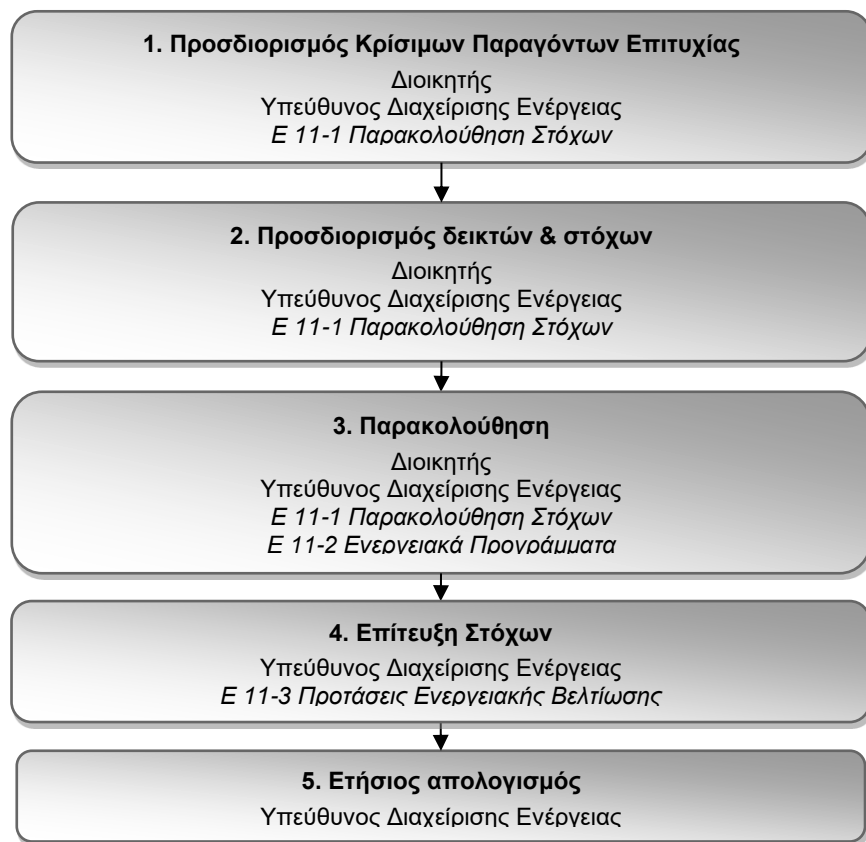 1. Προσδιορισμός Κρίσιμων Παραγόντων Επιτυχίας
Διοικητής
Υπεύθυνος Διαχείρισης Ενέργειας
Ε 11-1 Παρακολούθηση Στόχων
2. Προσδιορισμός δεικτών & στόχων
Διοικητής
Υπεύθυνος Διαχείρισης Ενέργειας
Ε 11-1 Παρακολούθηση Στόχων
3. Παρακολούθηση
Διοικητής
Υπεύθυνος Διαχείρισης Ενέργειας
Ε 11-1 Παρακολούθηση Στόχων
Ε 11-2 Ενεργειακά Προγράμματα
4. Επίτευξη Στόχων
Υπεύθυνος Διαχείρισης Ενέργειας
Ε 11-3 Προτάσεις Ενεργειακής Βελτίωσης
5. Ετήσιος απολογισμός
Υπεύθυνος Διαχείρισης Ενέργειας